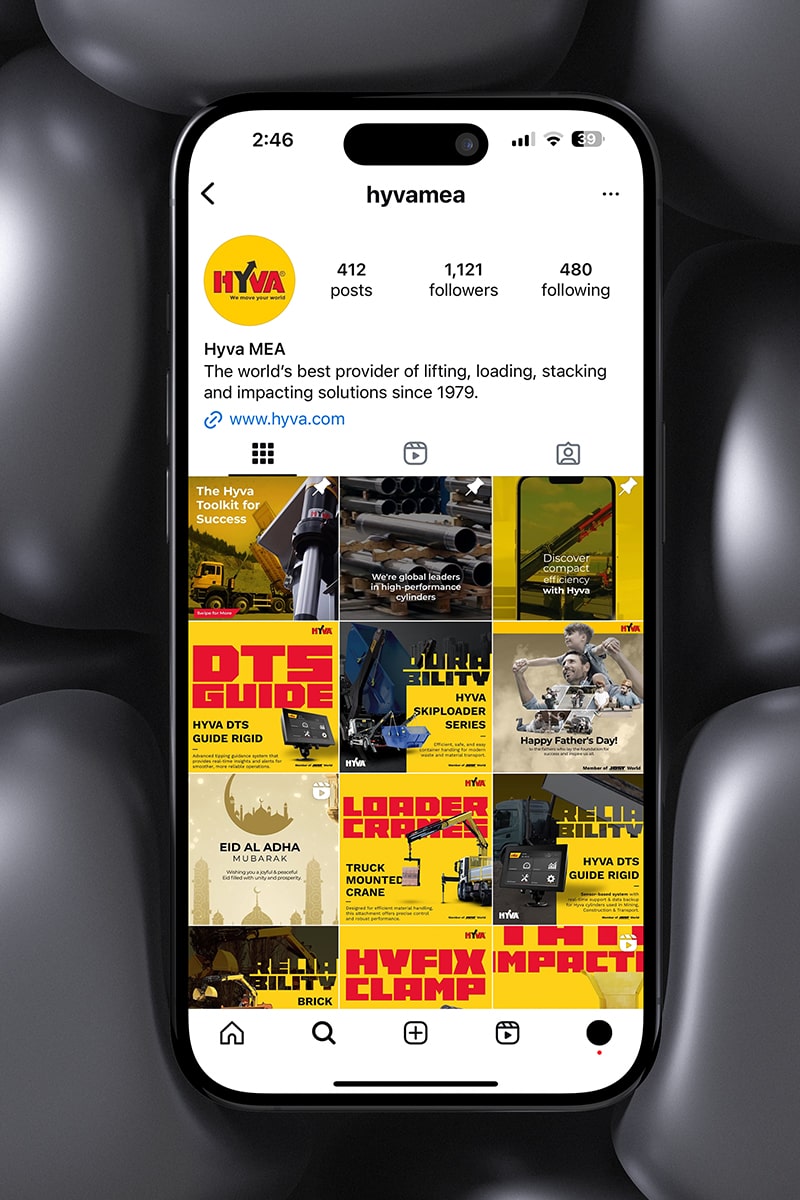 2:46
39
hyvamea
HYVA
We move your world
412
posts
1,121
followers
480
following
Hyva MEA
The world's best provider of lifting, loading, stacking
and impacting solutions since 1979.
www.hyva.com
The Hyva
Toolkit for
Success
HYVA
Swipe for More
We're global leaders
in high-performance
cylinders
Discover
compact
efficiency
with Hyva
HYVA
DTS
GUIDE
HYVA DTS
GUIDE RIGID
Advanced tipping guidance system that
provides real-time insights and alerts for
smoother, more reliable operations.
Member of JOST World
DURA
BILITY
HYVA
SKIPLOADER
SERIES
Efficient, safe, and easy
container handling for modern
waste and material transport.
HYVA
HYVA
Happy Father's Day!
to the fathers who lay the foundation for
success and inspire us all.
Member of JOST World
EID AL ADHA
MUBARAK
Wishing you a joyful & peaceful
Eid filled with unity and prosperity.
HYVA
LOADER
CRANES
TRUCK
MOUNTED
CRANE
Designed for efficient material handling,
this attachment offers precise control
and robust performance.
Member of JOST World
RELIA
BILITY
HYVA DTS
GUIDE RIGID
Sensor-based system with
real-time support & data backup
for Hyva cylinders used in Mining,
Construction & Transport.
HYVA
Member of JOST World
RELIA
BILITY
BRICK
HYVA
HYFIX
CLAMP
IMPACT